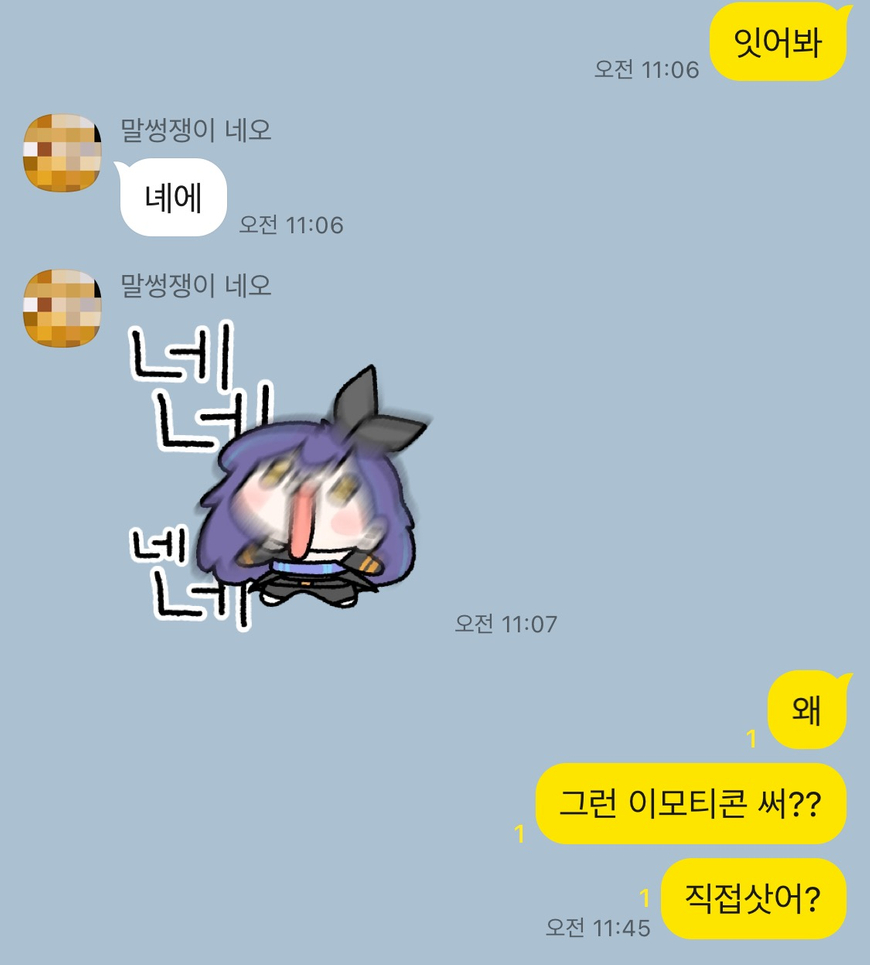 잇어봐
오전 11:06
말썽쟁이 네오
녜에
오전 11:06
말썽쟁이 네오
네
네
네
네
오전 11:07
왜
1
그런 이모티콘 써??
1
직접삿어?
1
오전 11:45